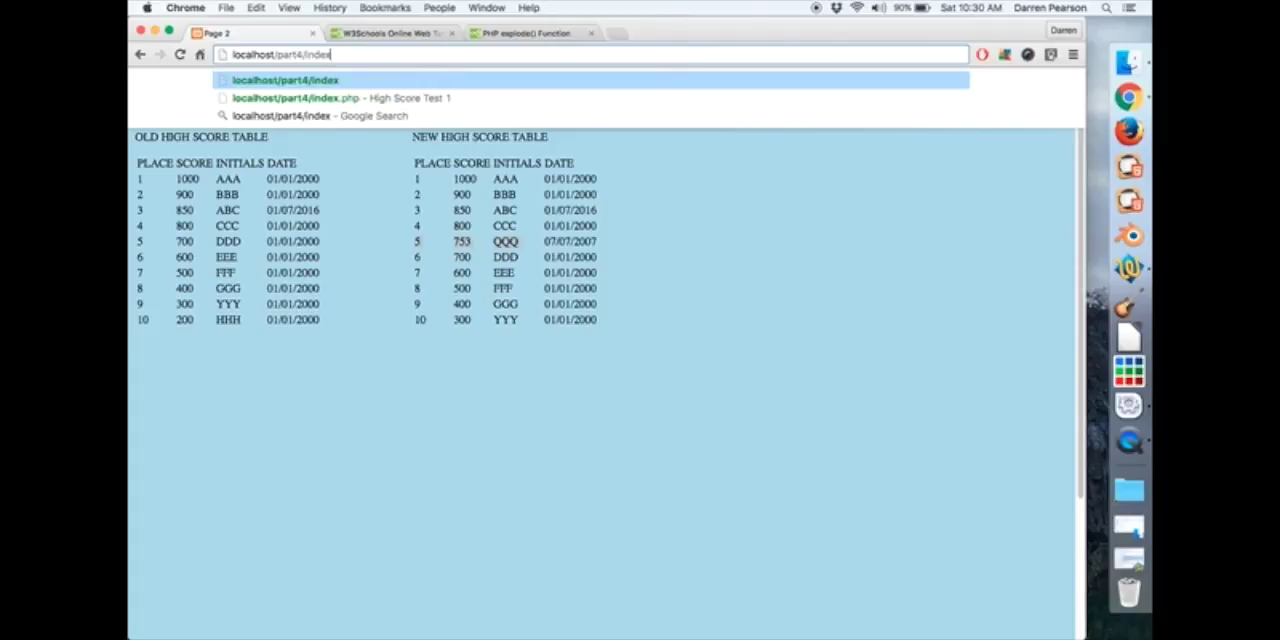 Chrome File Edit View History Bookmarks People Window Help 90% Sat 10:30 AM Darren Pearson
Page 2 W3Schools Online Web Tu PHP explode() Function Darren
localhost/part4/index
localhost/part4/index
localhost/part4/index.php - High Score Test 1
localhost/part4/index - Google Search
OLD HIGH SCORE TABLE NEW HIGH SCORE TABLE
PLACE SCORE INITIALS DATE PLACE SCORE INITIALS DATE
1 1000 AAA 01/01/2000 1 1000 AAA 01/01/2000
2 900 BBB 01/01/2000 2 900 BBB 01/01/2000
3 850 ABC 01/07/2016 3 850 ABC 01/07/2016
4 800 CCC 01/01/2000 4 800 CCC 01/01/2000
5 700 DDD 01/01/2000 5 753 QQQ 07/07/2007
6 600 EEE 01/01/2000 6 700 DDD 01/01/2000
7 500 FFF 01/01/2000 7 600 EEE 01/01/2000
8 400 GGG 01/01/2000 8 500 FFF 01/01/2000
9 300 YYY 01/01/2000 9 400 GGG 01/01/2000
10 200 HHH 01/01/2000 10 300 YYY 01/01/2000